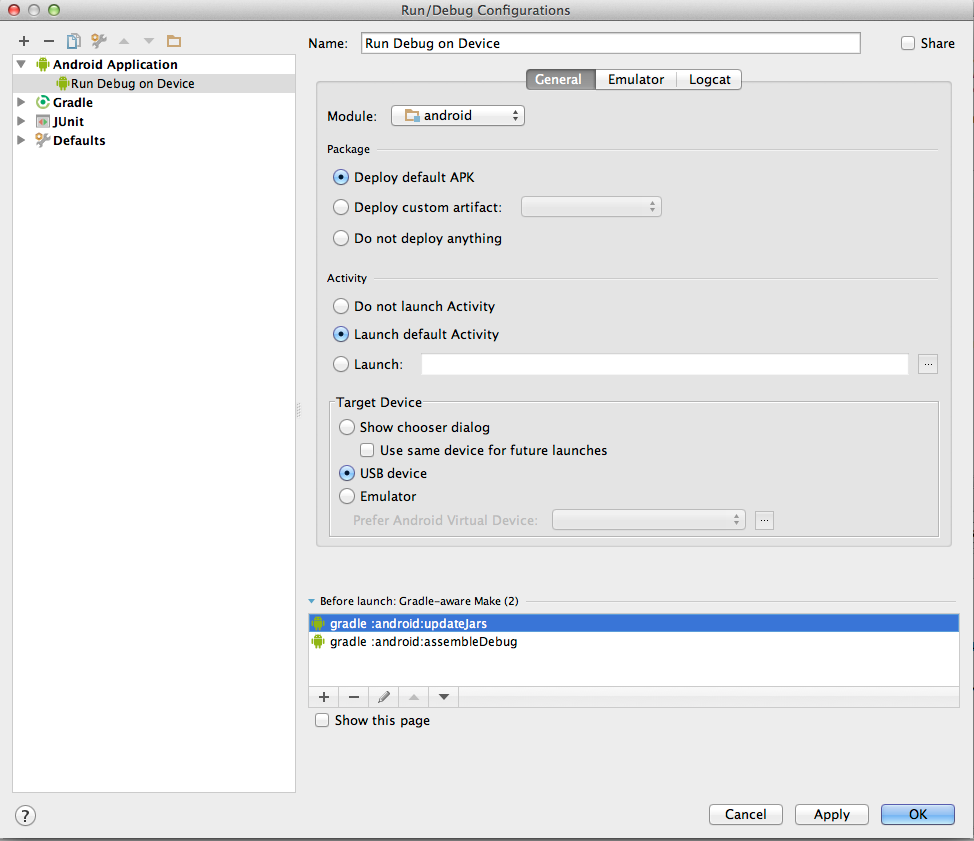 Run/Debug Configurations
Name: Run Debug on Device Share
Android Application
Run Debug on Device
Gradle
JUnit
Defaults
General Emulator Logcat
Module: android
Package
Deploy default APK
Deploy custom artifact:
Do not deploy anything
Activity
Do not launch Activity
Launch default Activity
Launch: ...
Target Device
Show chooser dialog
Use same device for future launches
USB device
Emulator
Prefer Android Virtual Device: ...
Before launch: Gradle-aware Make (2)
gradle :android:updateJars
gradle :android:assembleDebug
Show this page
? Cancel Apply OK